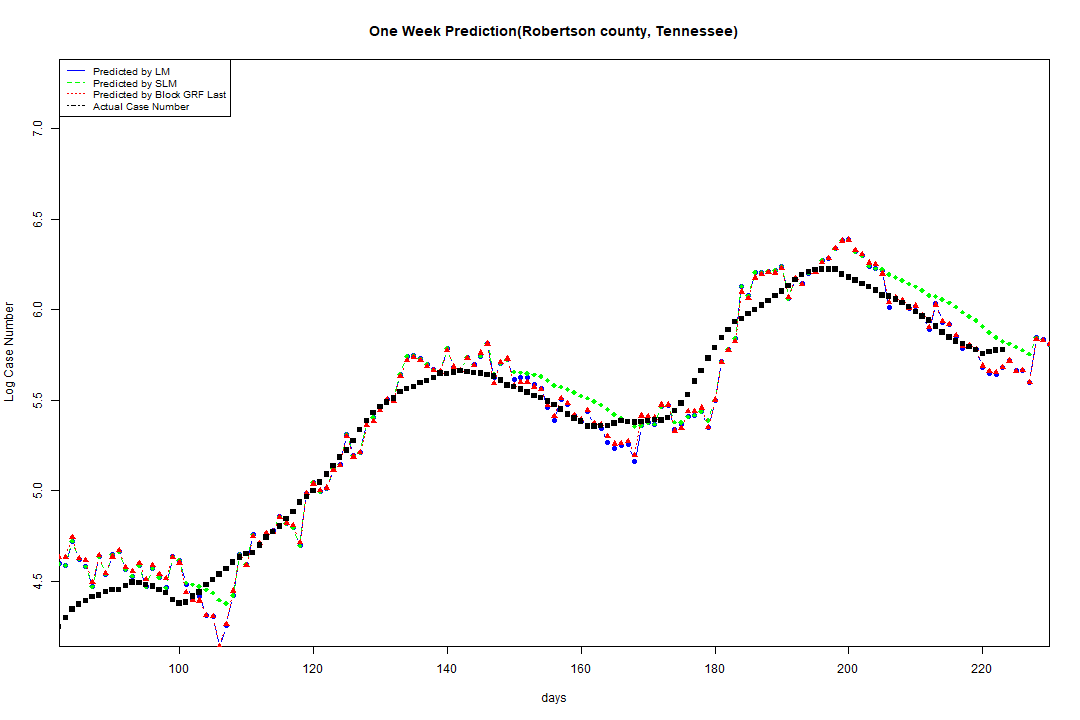 One Week Prediction(Robertson county, Tennessee)
Predicted by LM
Predicted by SLM
Predicted by Block GRF Last
Actual Case Number
7.0
6.5
6.0
5.5
5.0
4.5
Log Case Number
100 120 140 160 180 200 220
days